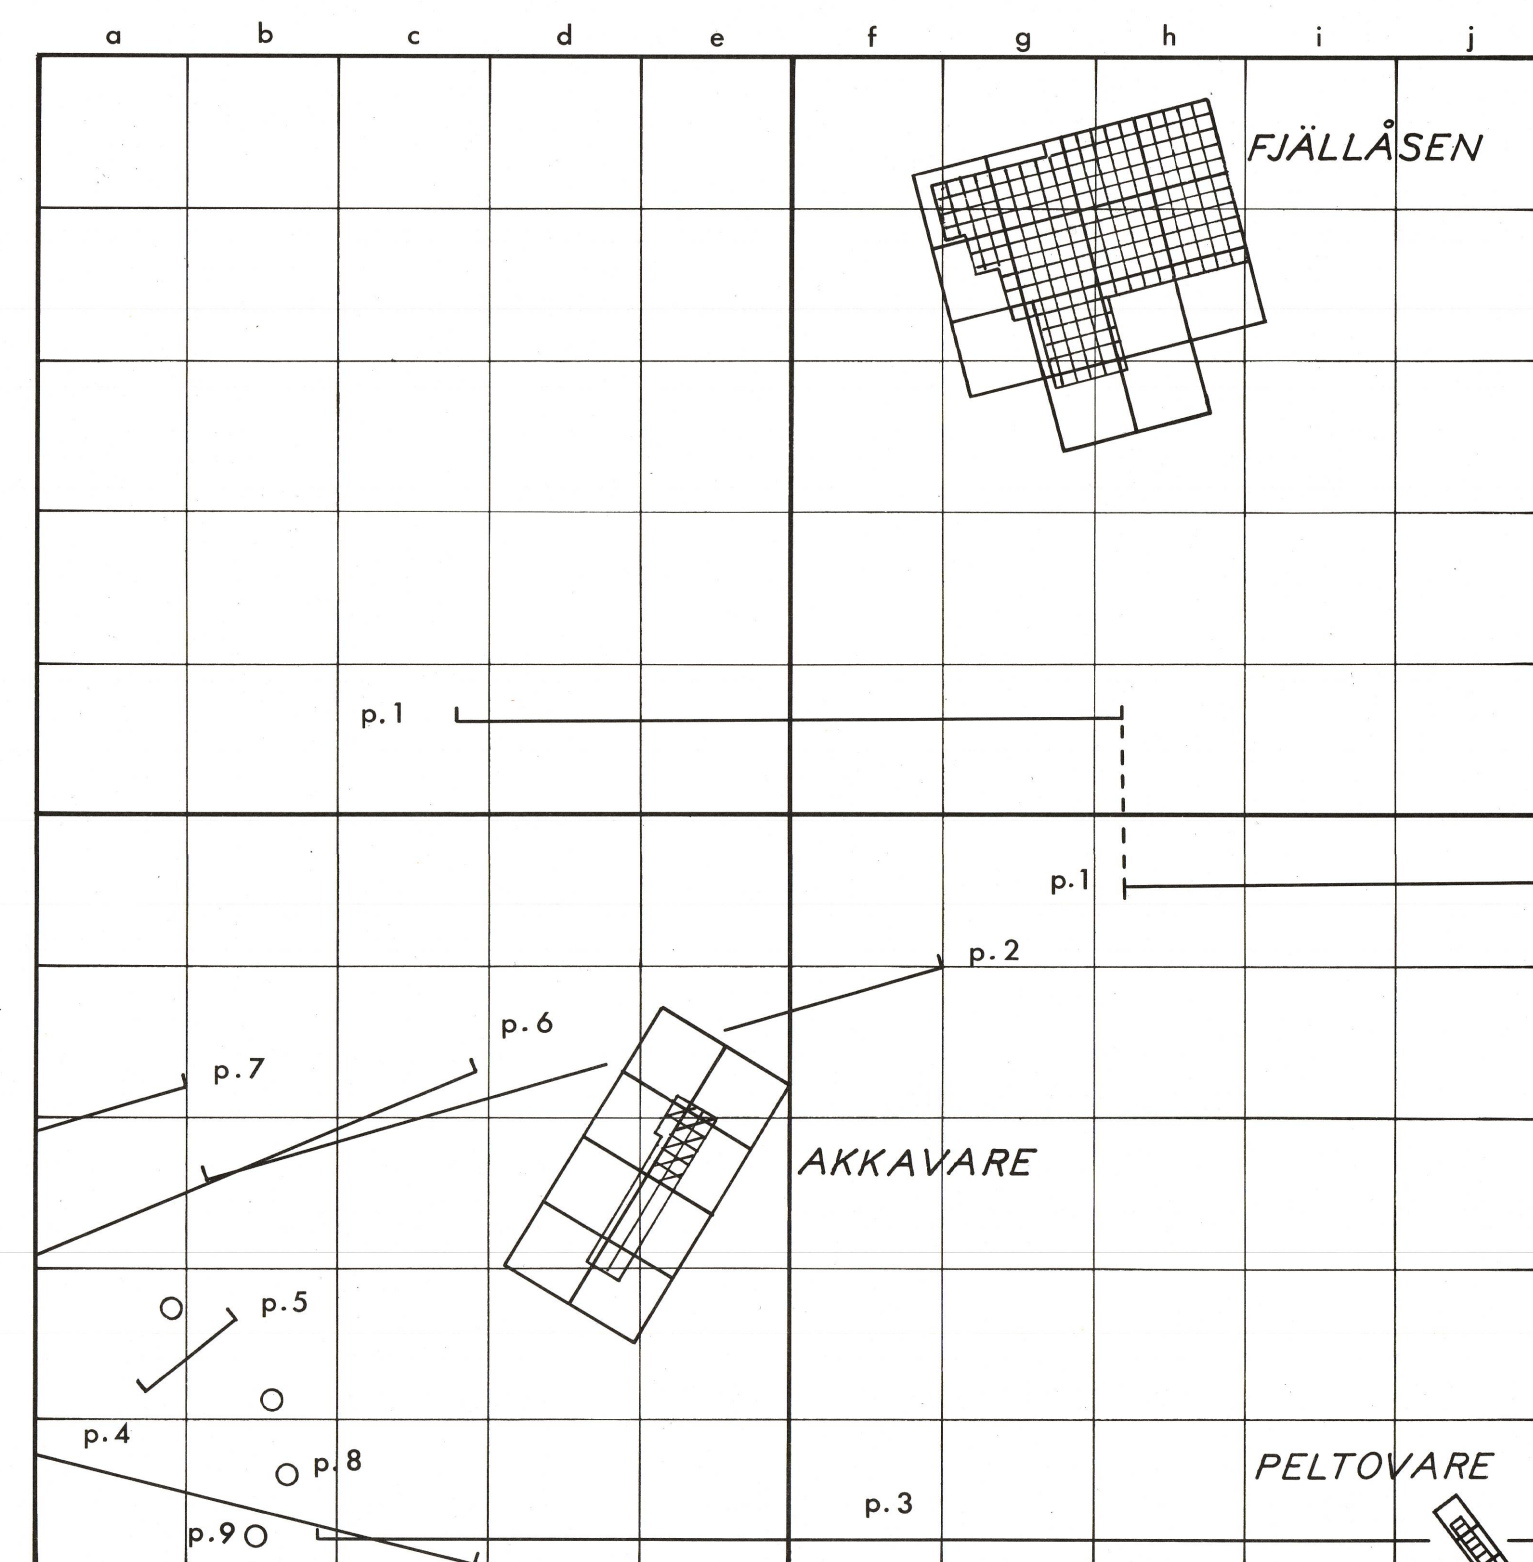 a b c d e f g h i j
FJÄLLÅSEN
p.1
p.1
p.2
p.6
p.7
AKKAVARE
p.5
p.4
p.8
PELTOVARE
p.3
p.9